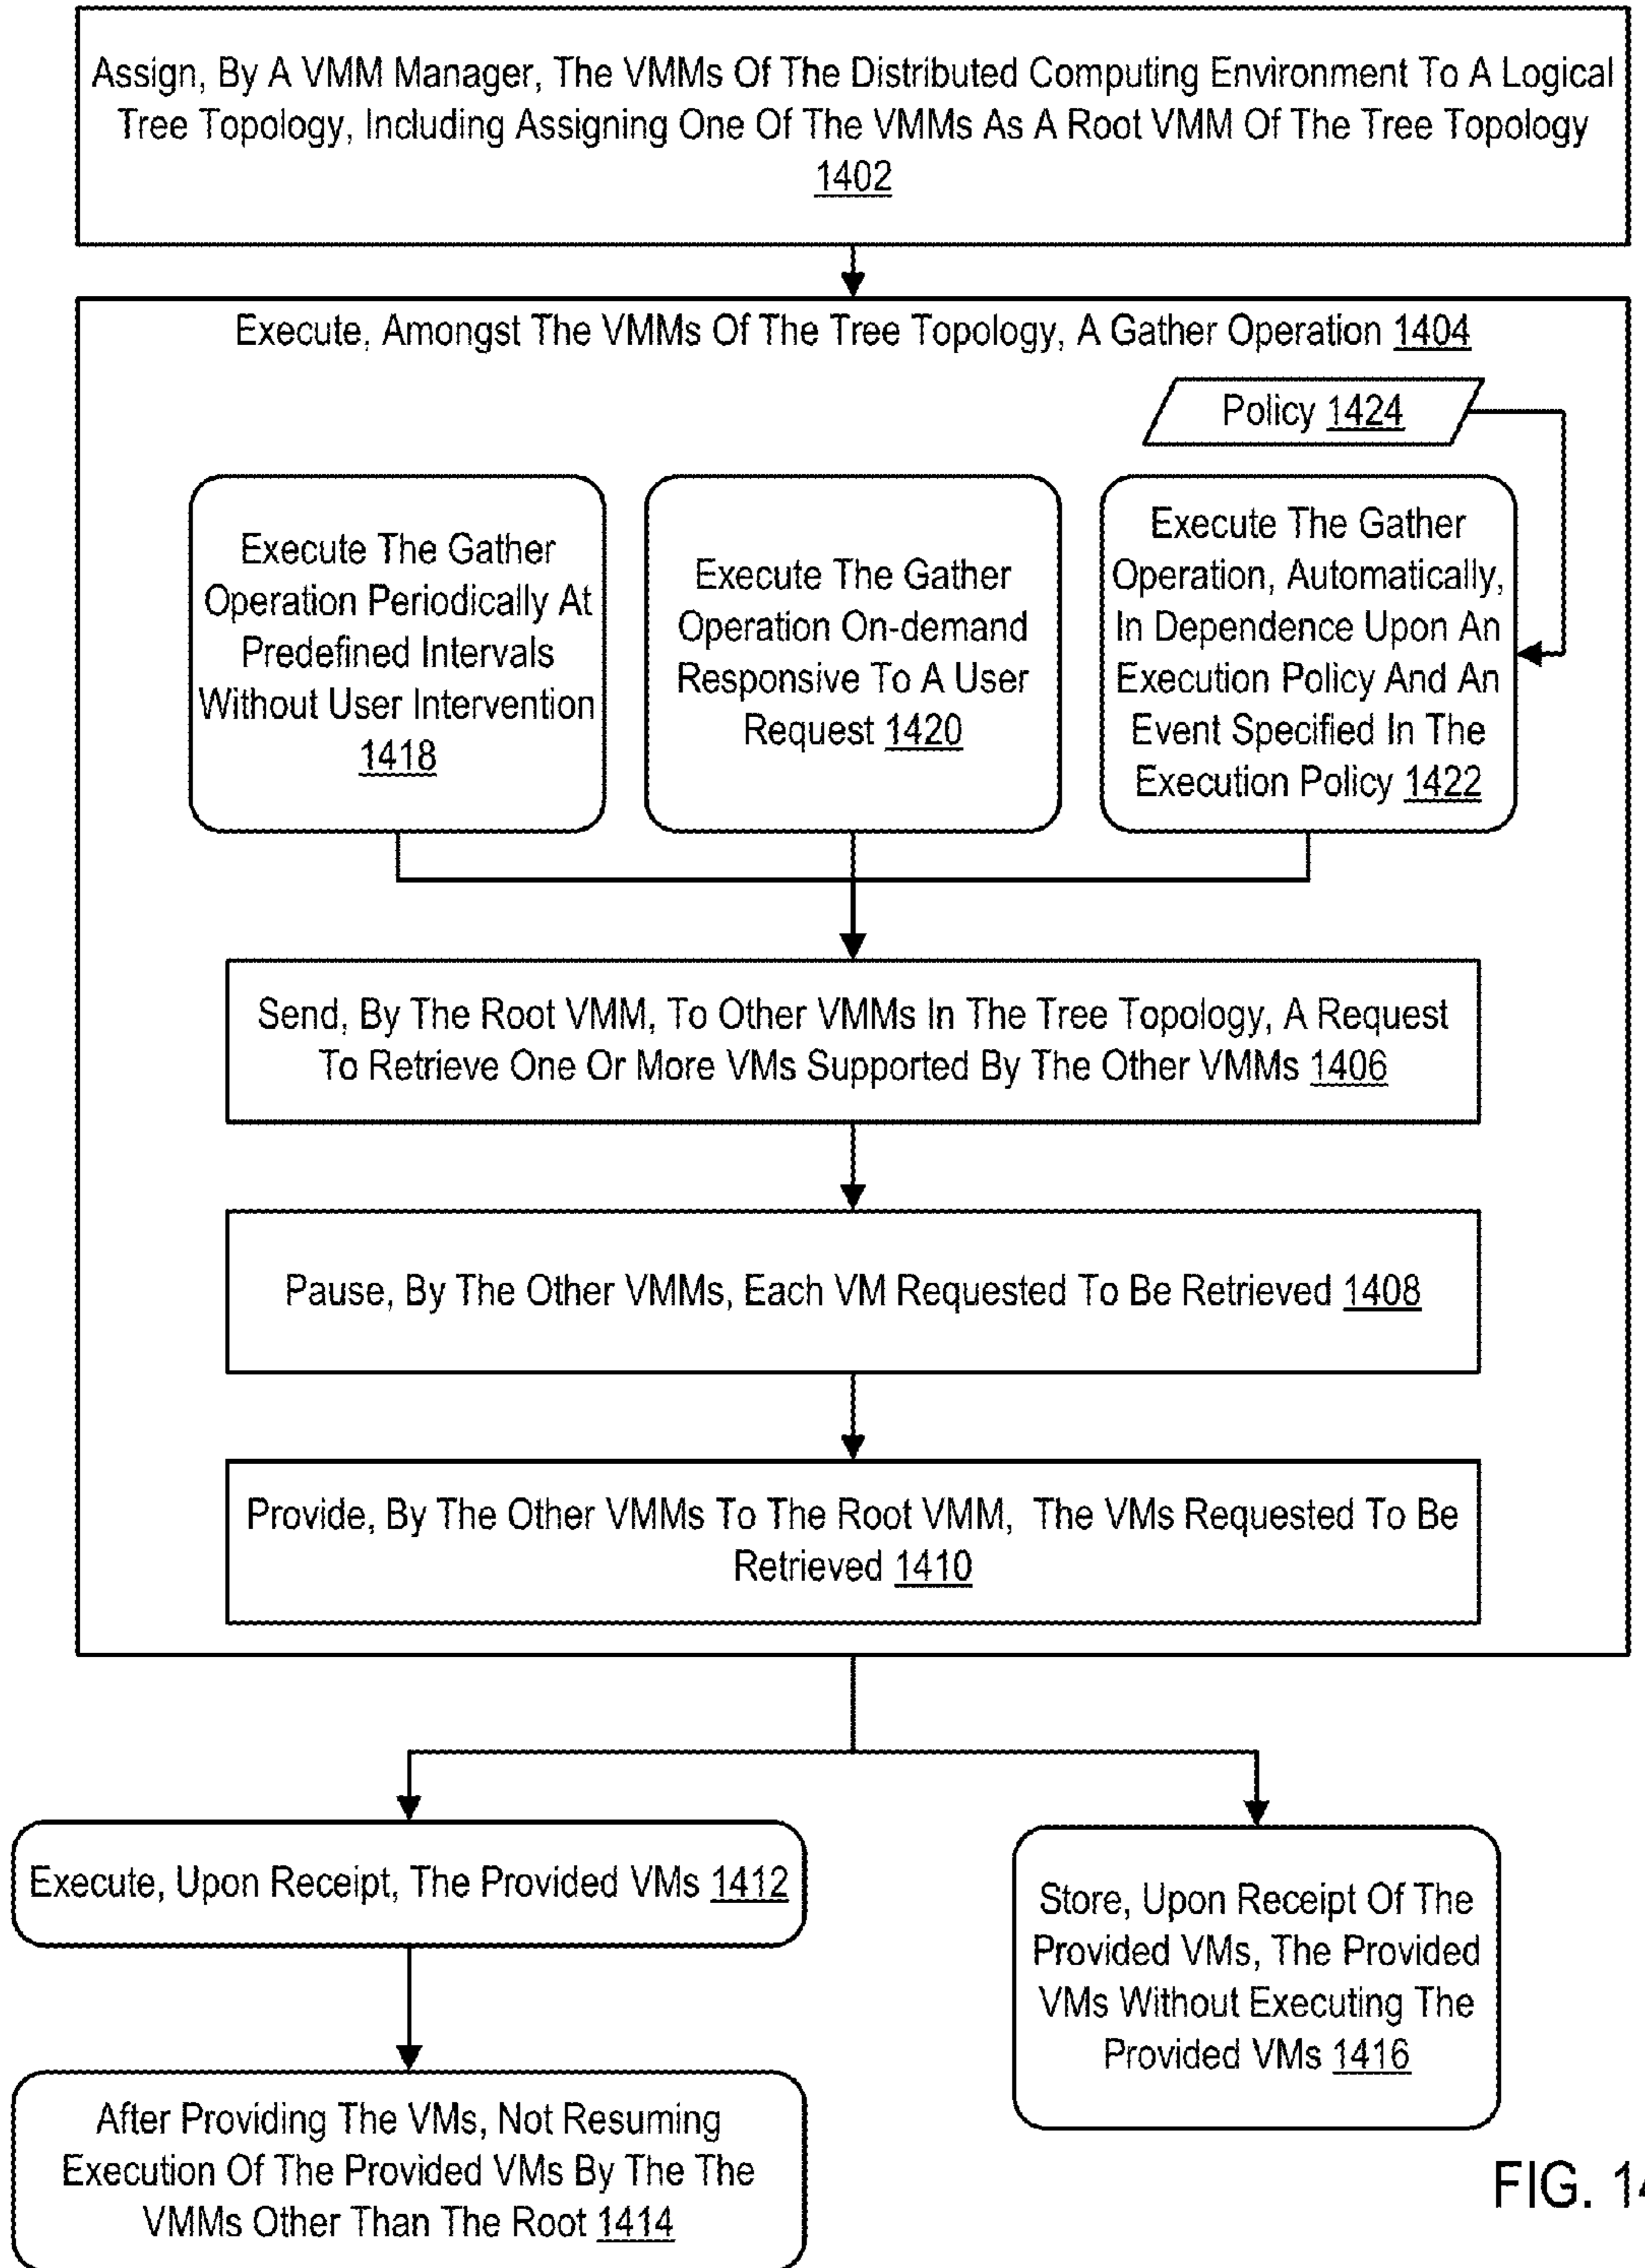 Assign, By A VMM Manager, The VMMs Of The Distributed Computing Environment To A Logical
Tree Topology, Including Assigning One Of The VMMs As A Root VMM Of The Tree Topology
1402
Execute, Amongst The VMMs Of The Tree Topology, A Gather Operation 1404
Policy 1424
Execute The Gather
Operation Periodically At
Predefined Intervals
Without User Intervention
1418
Execute The Gather
Operation On-demand
Responsive To A User
Request 1420
Execute The Gather
Operation, Automatically,
In Dependence Upon An
Execution Policy And An
Event Specified In The
Execution Policy 1422
Send, By The Root VMM, To Other VMMs In The Tree Topology, A Request
To Retrieve One Or More VMs Supported By The Other VMMs 1406
Pause, By The Other VMMs, Each VM Requested To Be Retrieved 1408
Provide, By The Other VMMs To The Root VMM, The VMs Requested To Be
Retrieved 1410
Execute, Upon Receipt, The Provided VMs 1412
After Providing The VMs, Not Resuming
Execution Of The Provided VMs By The The
VMMs Other Than The Root 1414
Store, Upon Receipt Of The
Provided VMs, The Provided
VMs Without Executing The
Provided VMs 1416
FIG. 14